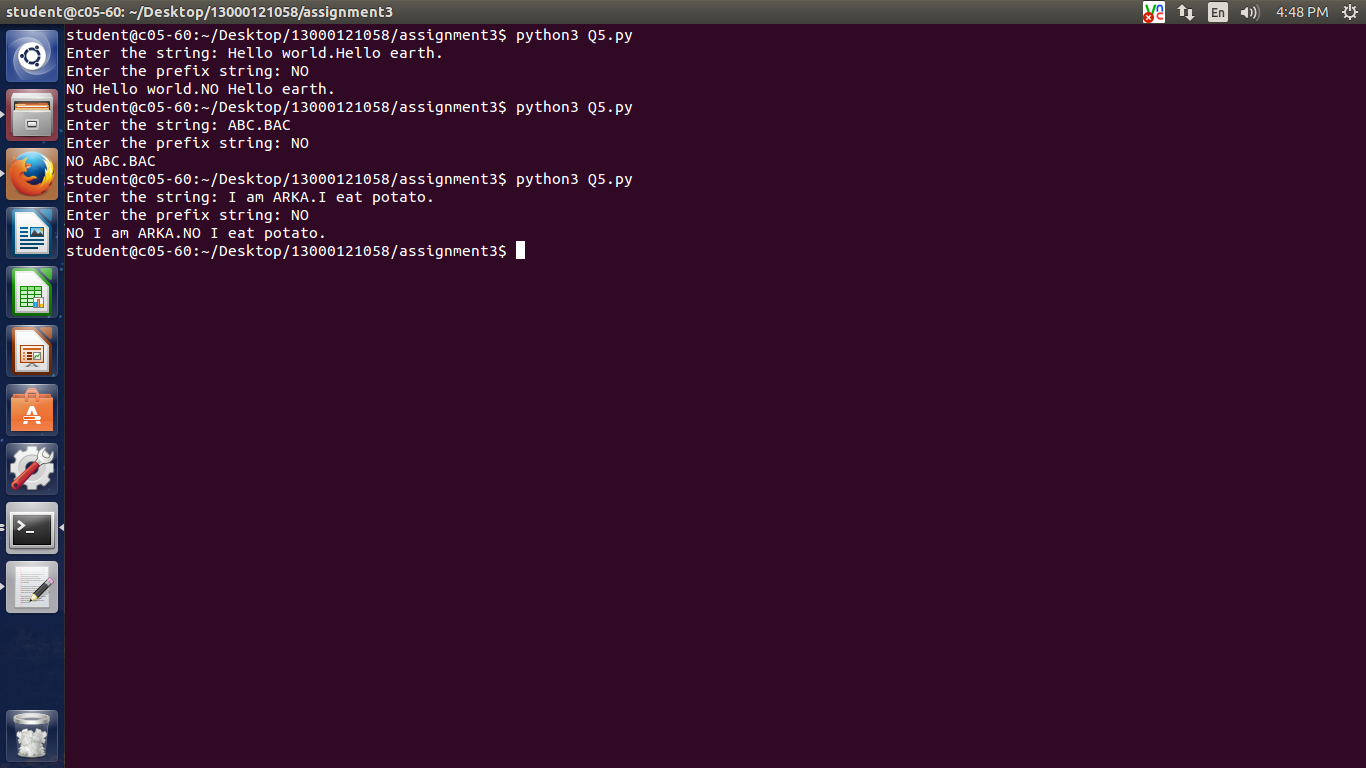 student@c05-60: ~/Desktop/13000121058/assignment3
En
4:48 PM
student@c05-60:~/Desktop/13000121058/assignment3$ python3 Q5.py
Enter the string: Hello world.Hello earth.
Enter the prefix string: NO
NO Hello world.NO Hello earth.
student@c05-60:~/Desktop/13000121058/assignment3$ python3 Q5.py
Enter the string: ABC.BAC
Enter the prefix string: NO
NO ABC.BAC
student@c05-60:~/Desktop/13000121058/assignment3$ python3 Q5.py
Enter the string: I am ARKA.I eat potato.
Enter the prefix string: NO
NO I am ARKA.NO I eat potato.
student@c05-60:~/Desktop/13000121058/assignment3$